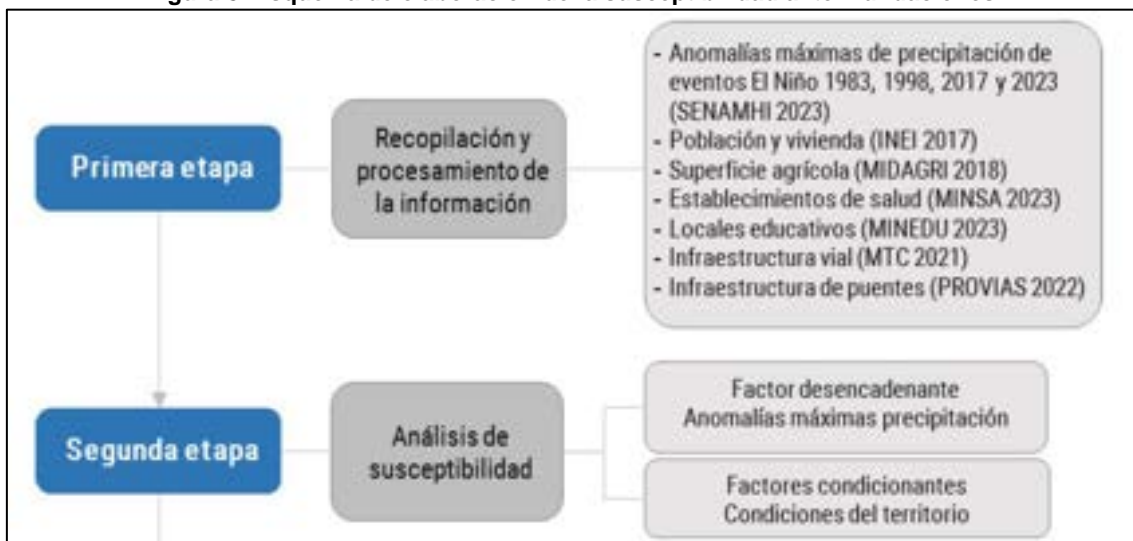 Primera etapa
Recopilación y
procesamiento de
la información
- Anomalías máximas de precipitación de
eventos El Niño 1983, 1998, 2017 y 2023
(SENAMHI 2023)
- Población y vivienda (INEI 2017)
- Superficie agrícola (MIDAGRI 2018)
- Establecimientos de salud (MINSA 2023)
- Locales educativos (MINEDU 2023)
- Infraestructura vial (MTC 2021)
- Infraestructura de puentes (PROVIAS 2022)
Segunda etapa
Análisis de
susceptibilidad
Factor desencadenante
Anomalías máximas precipitación
Factores condicionantes
Condiciones del territorio